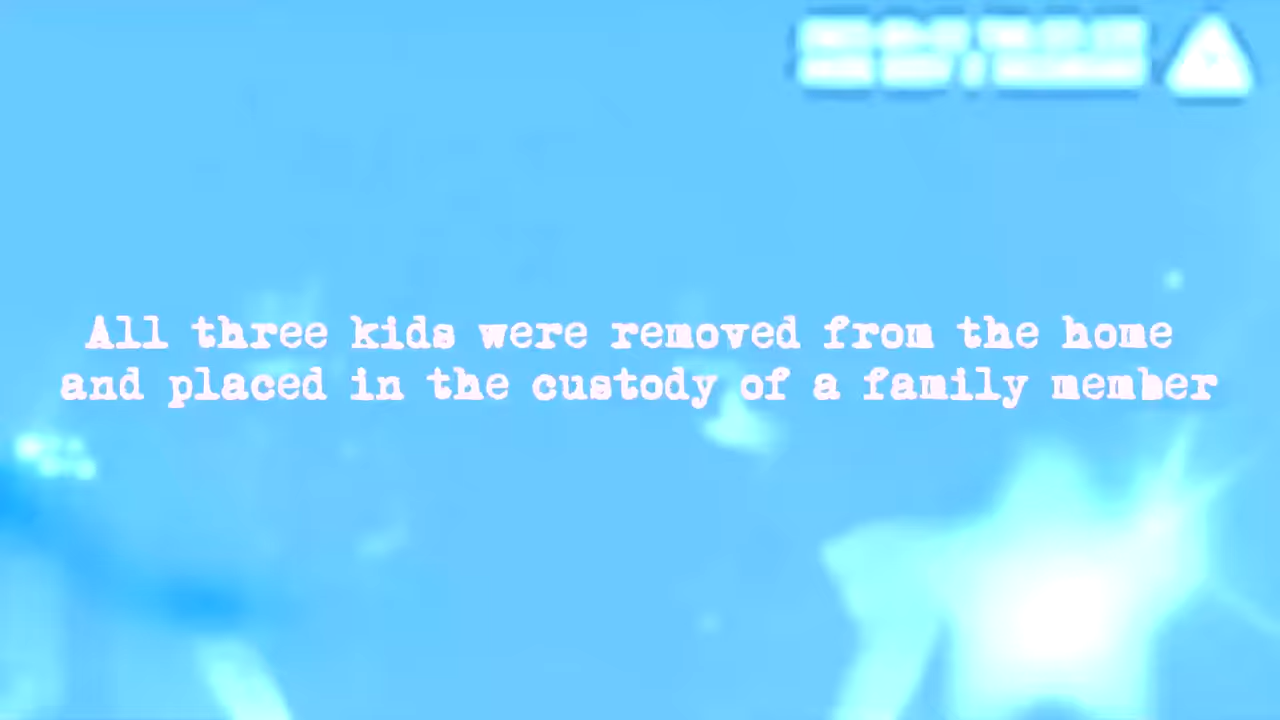 All three kids were removed from the home
and placed in the custody of a family member